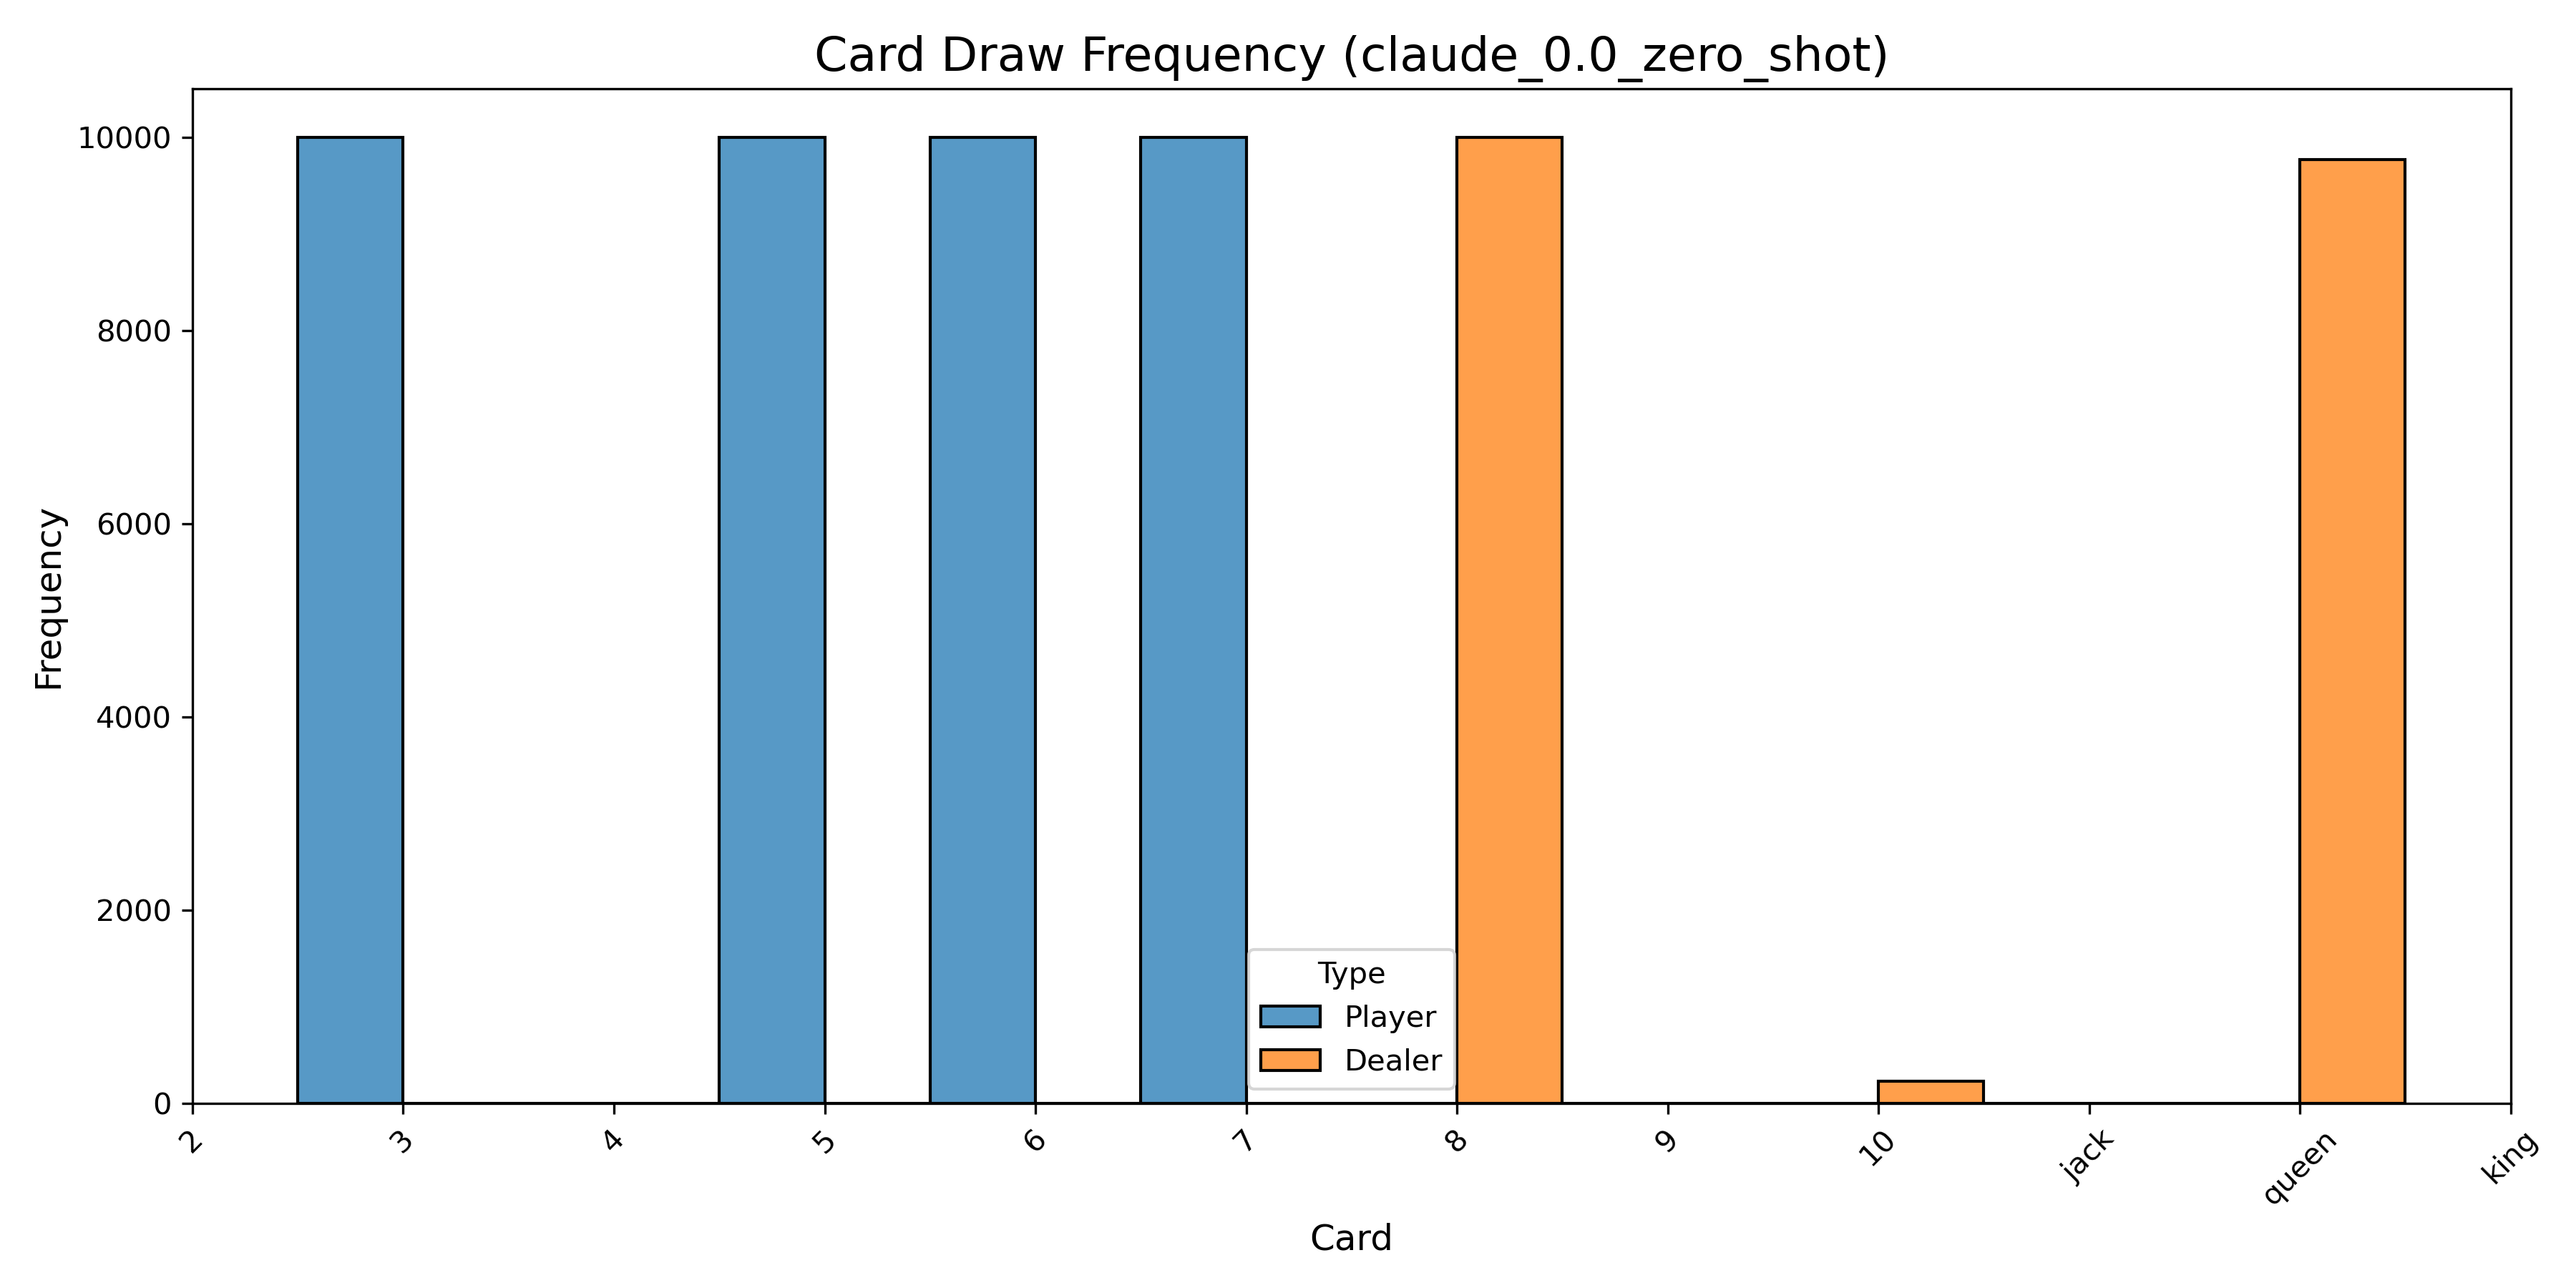 Card Draw Frequency (claude_0.0_zero_shot)
10000
8000
6000
4000
2000
0
Frequency
Type
Player
Dealer
2 3 4 5 6 7 8 9 10 jack queen king
Card